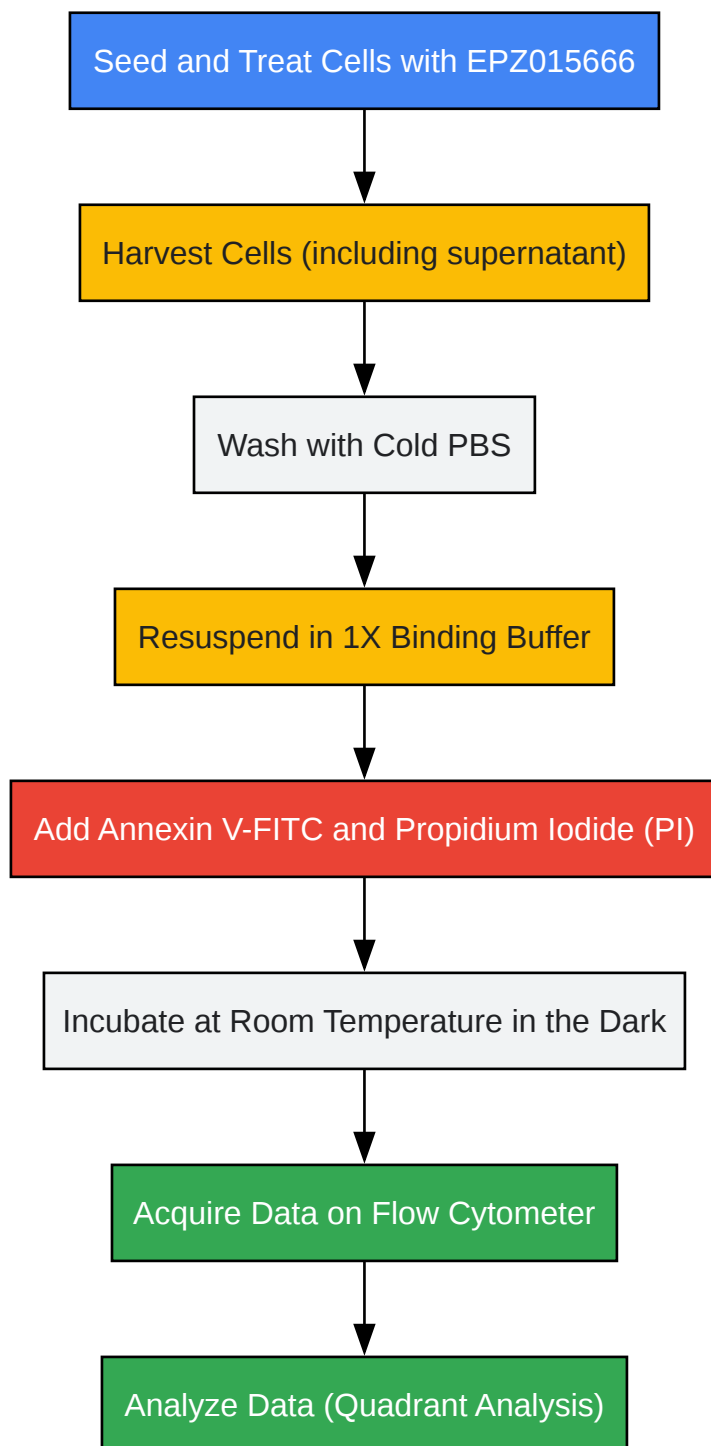 Seed and Treat Cells with EPZ015666
Harvest Cells (including supernatant)
Wash with Cold PBS
Resuspend in 1X Binding Buffer
Add Annexin V-FITC and Propidium Iodide (PI)
Incubate at Room Temperature in the Dark
Acquire Data on Flow Cytometer
Analyze Data (Quadrant Analysis)